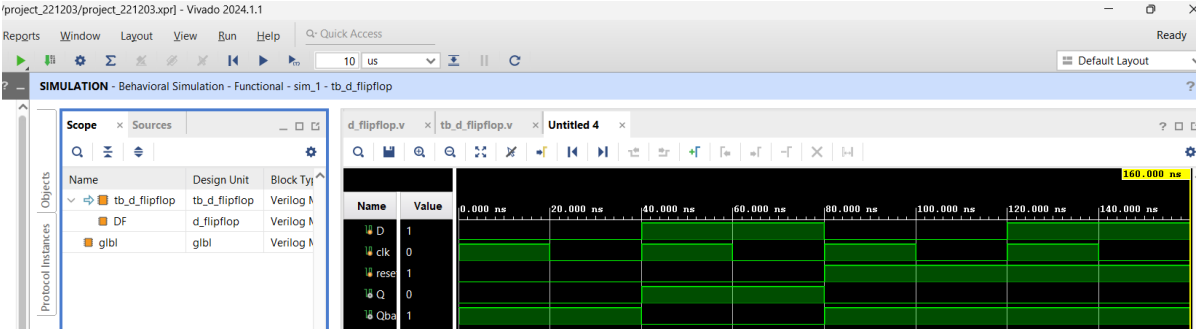 /project_221203/project_221203.xpr] - Vivado 2024.1.1
Reports Window Layout View Run Help Q- Quick Access Ready
10 us Default Layout
? SIMULATION - Behavioral Simulation - Functional - sim_1 - tb_d_flipflop ?
Scope Sources
d_flipflop.v tb_d_flipflop.v Untitled 4 ?
Objects
Protocol Instances
Name Design Unit Block Ty
tb_d_flipflop tb_d_flipflop Verilog M
DF d_flipflop Verilog M
glbl glbl Verilog M
160.000 ns
Name Value 0.000 ns 20.000 ns 40.000 ns 60.000 ns 80.000 ns 100.000 ns 120.000 ns 140.000 ns
D 1
clk 0
rese 1
Q 0
Qba 1